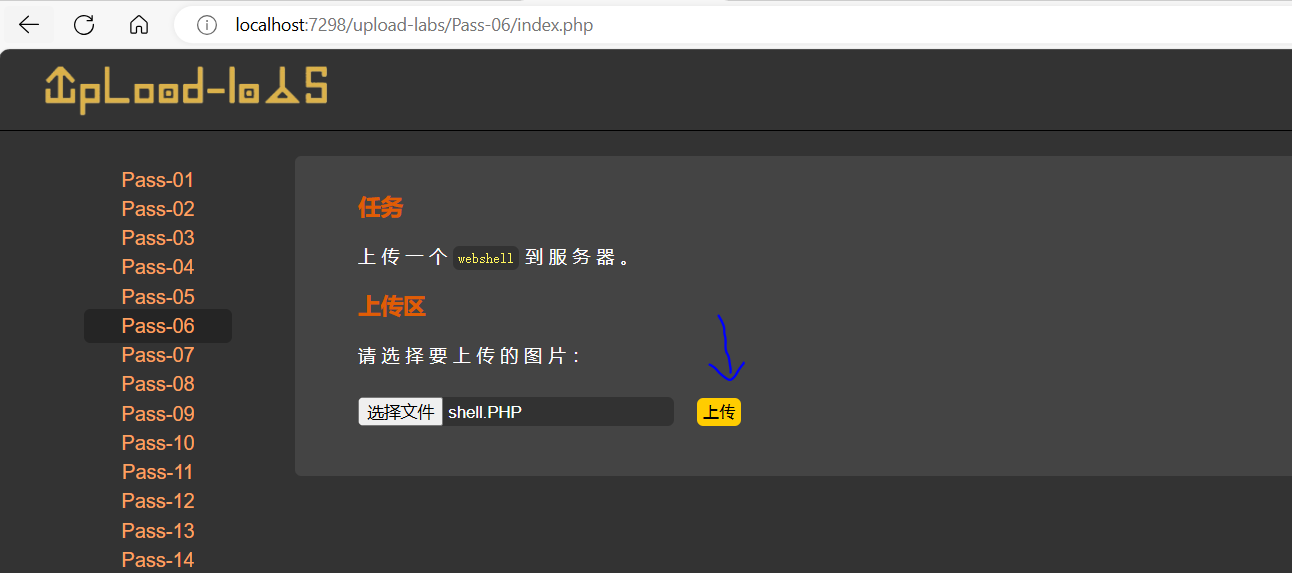 localhost:7298/upload-labs/Pass-06/index.php
UpLoad-labs
Pass-01
Pass-02
Pass-03
Pass-04
Pass-05
Pass-06
Pass-07
Pass-08
Pass-09
Pass-10
Pass-11
Pass-12
Pass-13
Pass-14
任务
上传一个 webshell 到服务器。
上传区
请选择要上传的图片:
选择文件 shell.PHP 上传